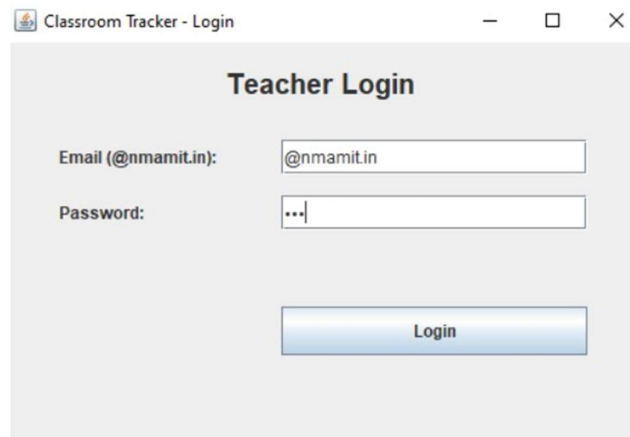 Classroom Tracker - Login
Teacher Login
Email (@nmamit.in): @nmamit.in
Password: •••
Login